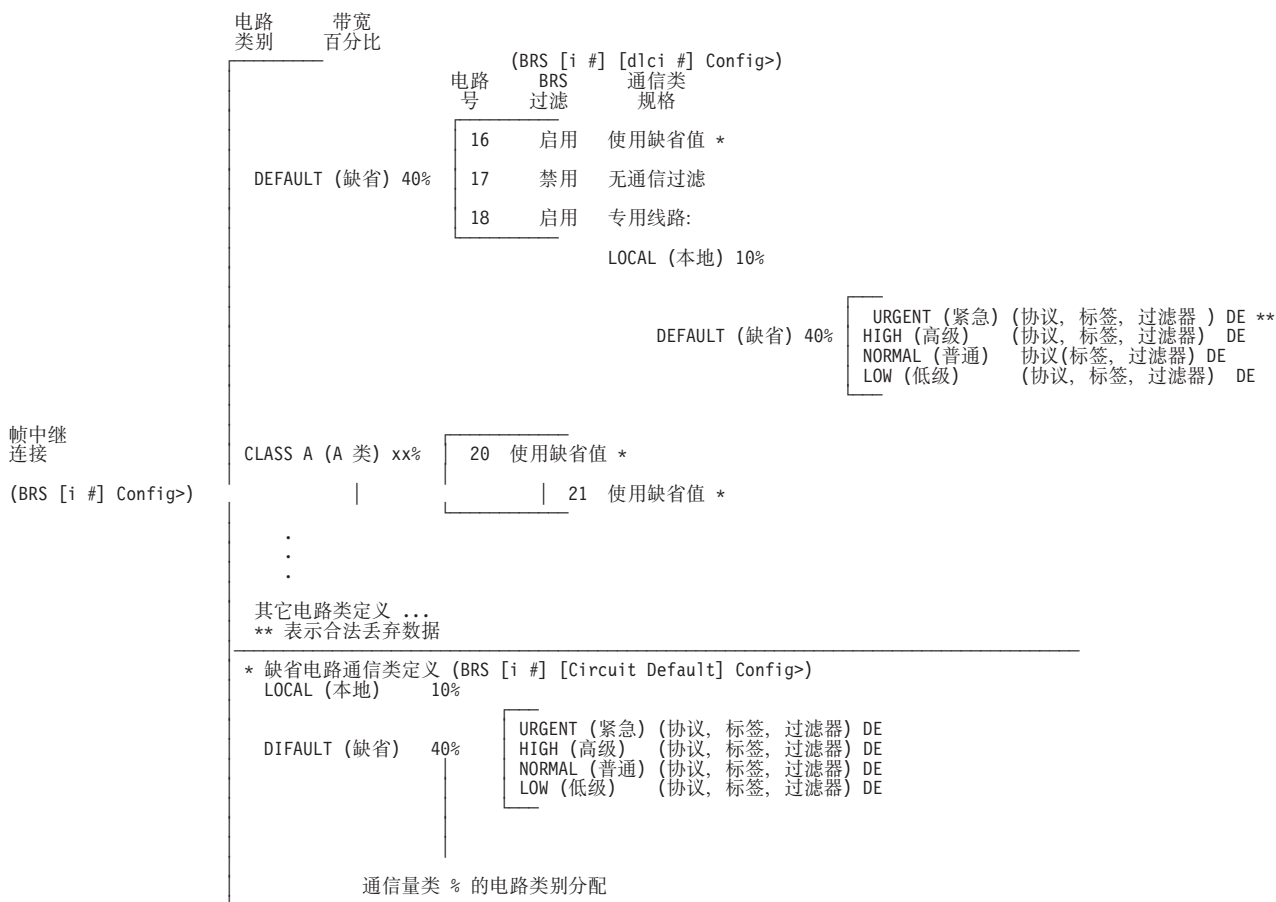 电路 带宽
类别 百分比
(BRS [i #] [dlci #] Config>)
电路 BRS 通信类
号 过滤 规格
16 启用 使用缺省值 *
DEFAULT (缺省) 40% 17 禁用 无通信过滤
18 启用 专用线路:
LOCAL (本地) 10%
URGENT (紧急) (协议, 标签, 过滤器 ) DE **
DEFAULT (缺省) 40% HIGH (高级) (协议, 标签, 过滤器) DE
NORMAL (普通) 协议(标签, 过滤器) DE
LOW (低级) (协议, 标签, 过滤器) DE
帧中继
连接 CLASS A (A 类) xx% 20 使用缺省值 *
(BRS [i #] Config>) 21 使用缺省值 *
.
.
.
其它电路类定义 ...
** 表示合法丢弃数据
* 缺省电路通信类定义 (BRS [i #] [Circuit Default] Config>)
LOCAL (本地) 10%
URGENT (紧急) (协议, 标签, 过滤器) DE
DIFAULT (缺省) 40% HIGH (高级) (协议, 标签, 过滤器) DE
NORMAL (普通) (协议, 标签, 过滤器) DE
LOW (低级) (协议, 标签, 过滤器) DE
通信量类 % 的电路类别分配